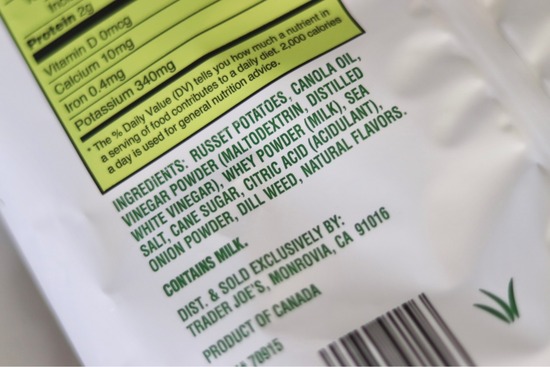 Protein 2g
Vitamin D 0mcg
Calcium 10mg
Iron 0.4mg
Potassium 340mg
* The % Daily Value (DV) tells you how much a nutrient in
a serving of food contributes to a daily diet. 2,000 calories
a day is used for general nutrition advice.
INGREDIENTS: RUSSET POTATOES, CANOLA OIL,
VINEGAR POWDER (MALTODEXTRIN, DISTILLED
WHITE VINEGAR), WHEY POWDER (MILK), SEA
SALT, CANE SUGAR, CITRIC ACID (ACIDULANT),
ONION POWDER, DILL WEED, NATURAL FLAVORS.
CONTAINS MILK.
DIST. & SOLD EXCLUSIVELY BY:
TRADER JOE'S, MONROVIA, CA 91016
PRODUCT OF CANADA
70915